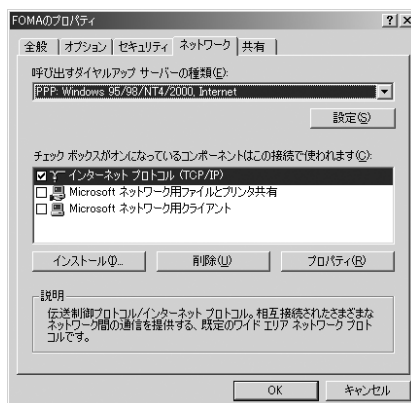 FOMAのプロパティ
全般 オプション セキュリティ ネットワーク 共有
呼び出すダイヤルアップ サーバーの種類(E):
PPP: Windows 95/98/NT4/2000, Internet
設定(S)
チェック ボックスがオンになっているコンポーネントはこの接続で使われます(C):
インターネット プロトコル (TCP/IP)
Microsoft ネットワーク用ファイルとプリンタ共有
Microsoft ネットワーク用クライアント
インストール(I)... 削除(U) プロパティ(R)
説明
伝送制御プロトコル/インターネット プロトコル。相互接続されたさまざまな
ネットワーク間の通信を提供する、既定のワイド エリア ネットワーク プロト
コルです。
OK キャンセル